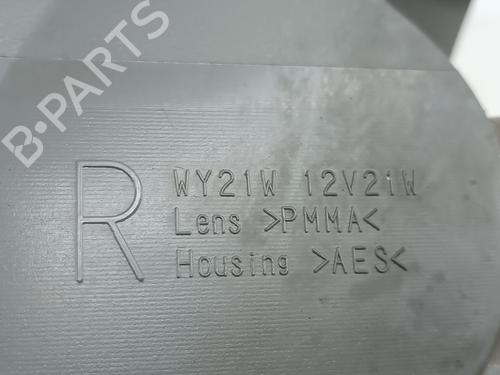 B-PARTS
R
WY21W 12V21W
Lens >PMMA<
Housing >AES<